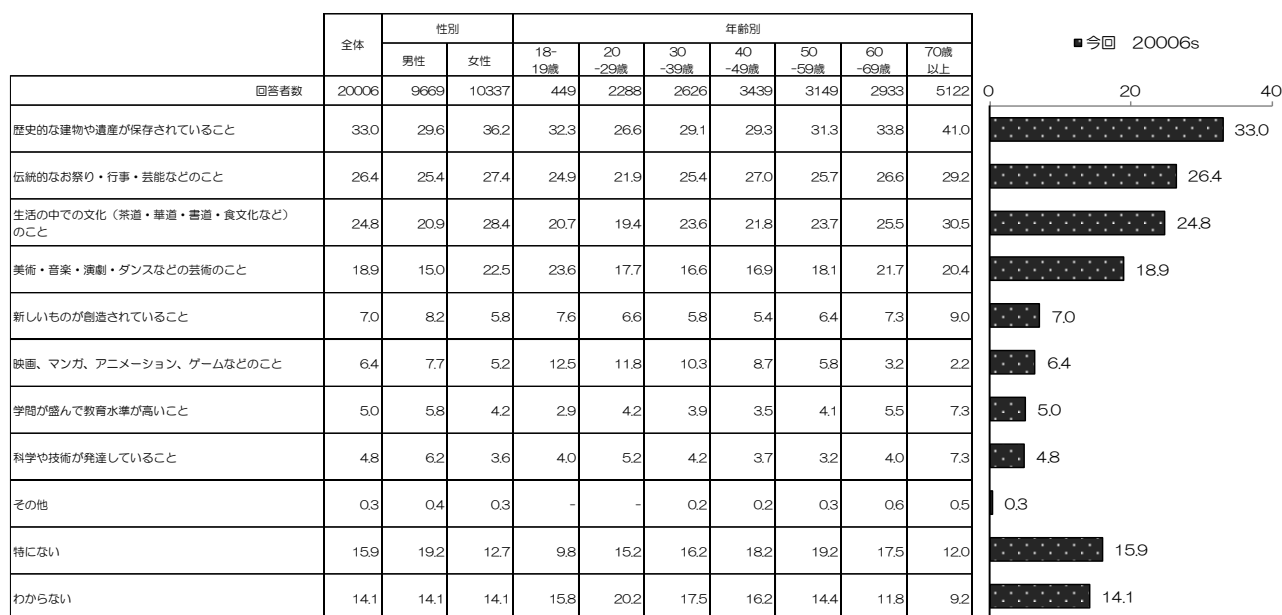 全体 性別 年齢別
男性 女性 18-19歳 20-29歳 30-39歳 40-49歳 50-59歳 60-69歳 70歳以上
回答者数 20006 9669 10337 449 2288 2626 3439 3149 2933 5122
歴史的な建物や遺産が保存されていること 33.0 29.6 36.2 32.3 26.6 29.1 29.3 31.3 33.8 41.0
伝統的なお祭り・行事・芸能などのこと 26.4 25.4 27.4 24.9 21.9 25.4 27.0 25.7 26.6 29.2
生活の中での文化（茶道・華道・書道・食文化など）
のこと 24.8 20.9 28.4 20.7 19.4 23.6 21.8 23.7 25.5 30.5
美術・音楽・演劇・ダンスなどの芸術のこと 18.9 15.0 22.5 23.6 17.7 16.6 16.9 18.1 21.7 20.4
新しいものが創造されていること 7.0 8.2 5.8 7.6 6.6 5.8 5.4 6.4 7.3 9.0
映画、マンガ、アニメーション、ゲームなどのこと 6.4 7.7 5.2 12.5 11.8 10.3 8.7 5.8 3.2 2.2
学問が盛んで教育水準が高いこと 5.0 5.8 4.2 2.9 4.2 3.9 3.5 4.1 5.5 7.3
科学や技術が発達していること 4.8 6.2 3.6 4.0 5.2 4.2 3.7 3.2 4.0 7.3
その他 0.3 0.4 0.3 - - 0.2 0.2 0.3 0.6 0.5
特にない 15.9 19.2 12.7 9.8 15.2 16.2 18.2 19.2 17.5 12.0
わからない 14.1 14.1 14.1 15.8 20.2 17.5 16.2 14.4 11.8 9.2
今回 20006s
0 20 40
33.0
26.4
24.8
18.9
7.0
6.4
5.0
4.8
0.3
15.9
14.1